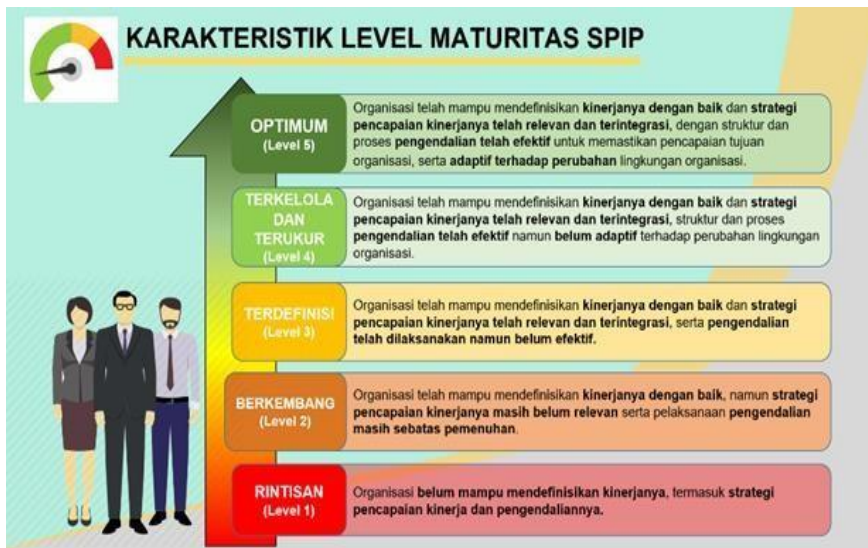 KARAKTERISTIK LEVEL MATURITAS SPIP
OPTIMUM
(Level 5)
Organisasi telah mampu mendefinisikan kinerjanya dengan baik dan strategi
pencapaian kinerjanya telah relevan dan terintegrasi, dengan struktur dan
proses pengendalian telah efektif untuk memastikan pencapaian tujuan
organisasi, serta adaptif terhadap perubahan lingkungan organisasi.
TERKELOLA
DAN
TERUKUR
(Level 4)
Organisasi telah mampu mendefinisikan kinerjanya dengan baik dan strategi
pencapaian kinerjanya telah relevan dan terintegrasi, struktur dan proses
pengendalian telah efektif namun belum adaptif terhadap perubahan lingkungan
organisasi.
TERDEFINISI
(Level 3)
Organisasi telah mampu mendefinisikan kinerjanya dengan baik dan strategi
pencapaian kinerjanya telah relevan dan terintegrasi, serta pengendalian
telah dilaksanakan namun belum efektif.
BERKEMBANG
(Level 2)
Organisasi telah mampu mendefinisikan kinerjanya dengan baik, namun strategi
pencapaian kinerjanya masih belum relevan serta pelaksanaan pengendalian
masih sebatas pemenuhan.
RINTISAN
(Level 1)
Organisasi belum mampu mendefinisikan kinerjanya, termasuk strategi
pencapaian kinerja dan pengendaliannya.